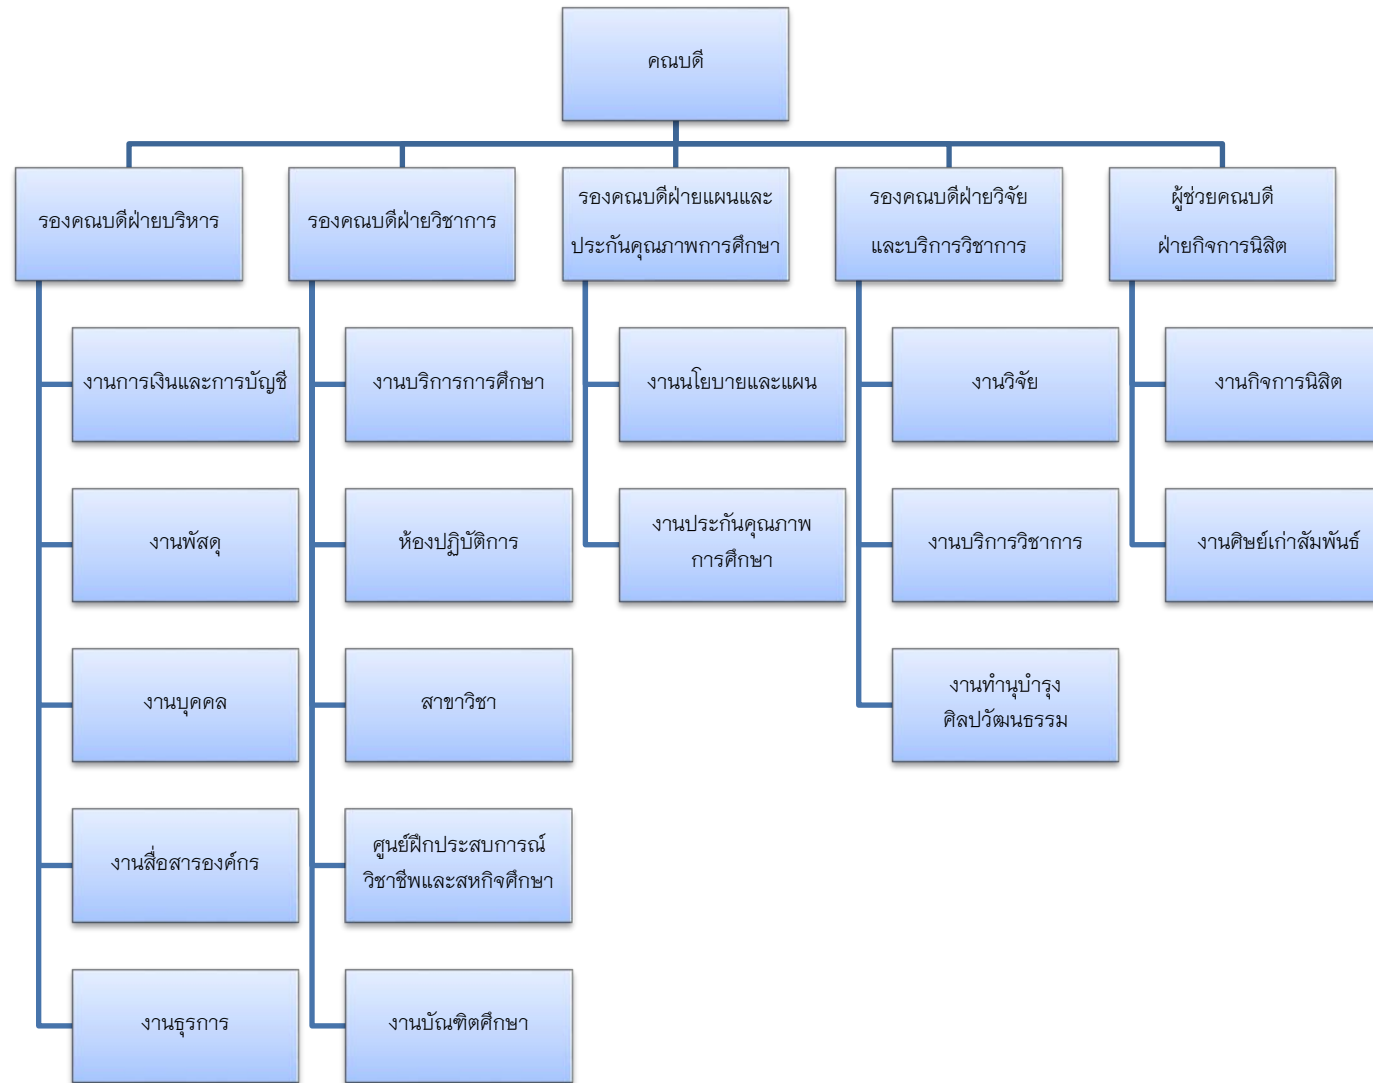 คณบดี
รองคณบดีฝ่ายบริหาร
รองคณบดีฝ่ายวิชาการ
รองคณบดีฝ่ายแผนและ
ประกันคุณภาพการศึกษา
รองคณบดีฝ่ายวิจัย
และบริการวิชาการ
ผู้ช่วยคณบดี
ฝ่ายกิจการนิสิต
งานการเงินและการบัญชี
งานบริการการศึกษา
งานนโยบายและแผน
งานวิจัย
งานกิจการนิสิต
งานพัสดุ
ห้องปฏิบัติการ
งานประกันคุณภาพ
การศึกษา
งานบริการวิชาการ
งานศิษย์เก่าสัมพันธ์
งานบุคคล
สาขาวิชา
งานทำนุบำรุง
ศิลปวัฒนธรรม
งานสื่อสารองค์กร
ศูนย์ฝึกประสบการณ์
วิชาชีพและสหกิจศึกษา
งานธุรการ
งานบัณฑิตศึกษา